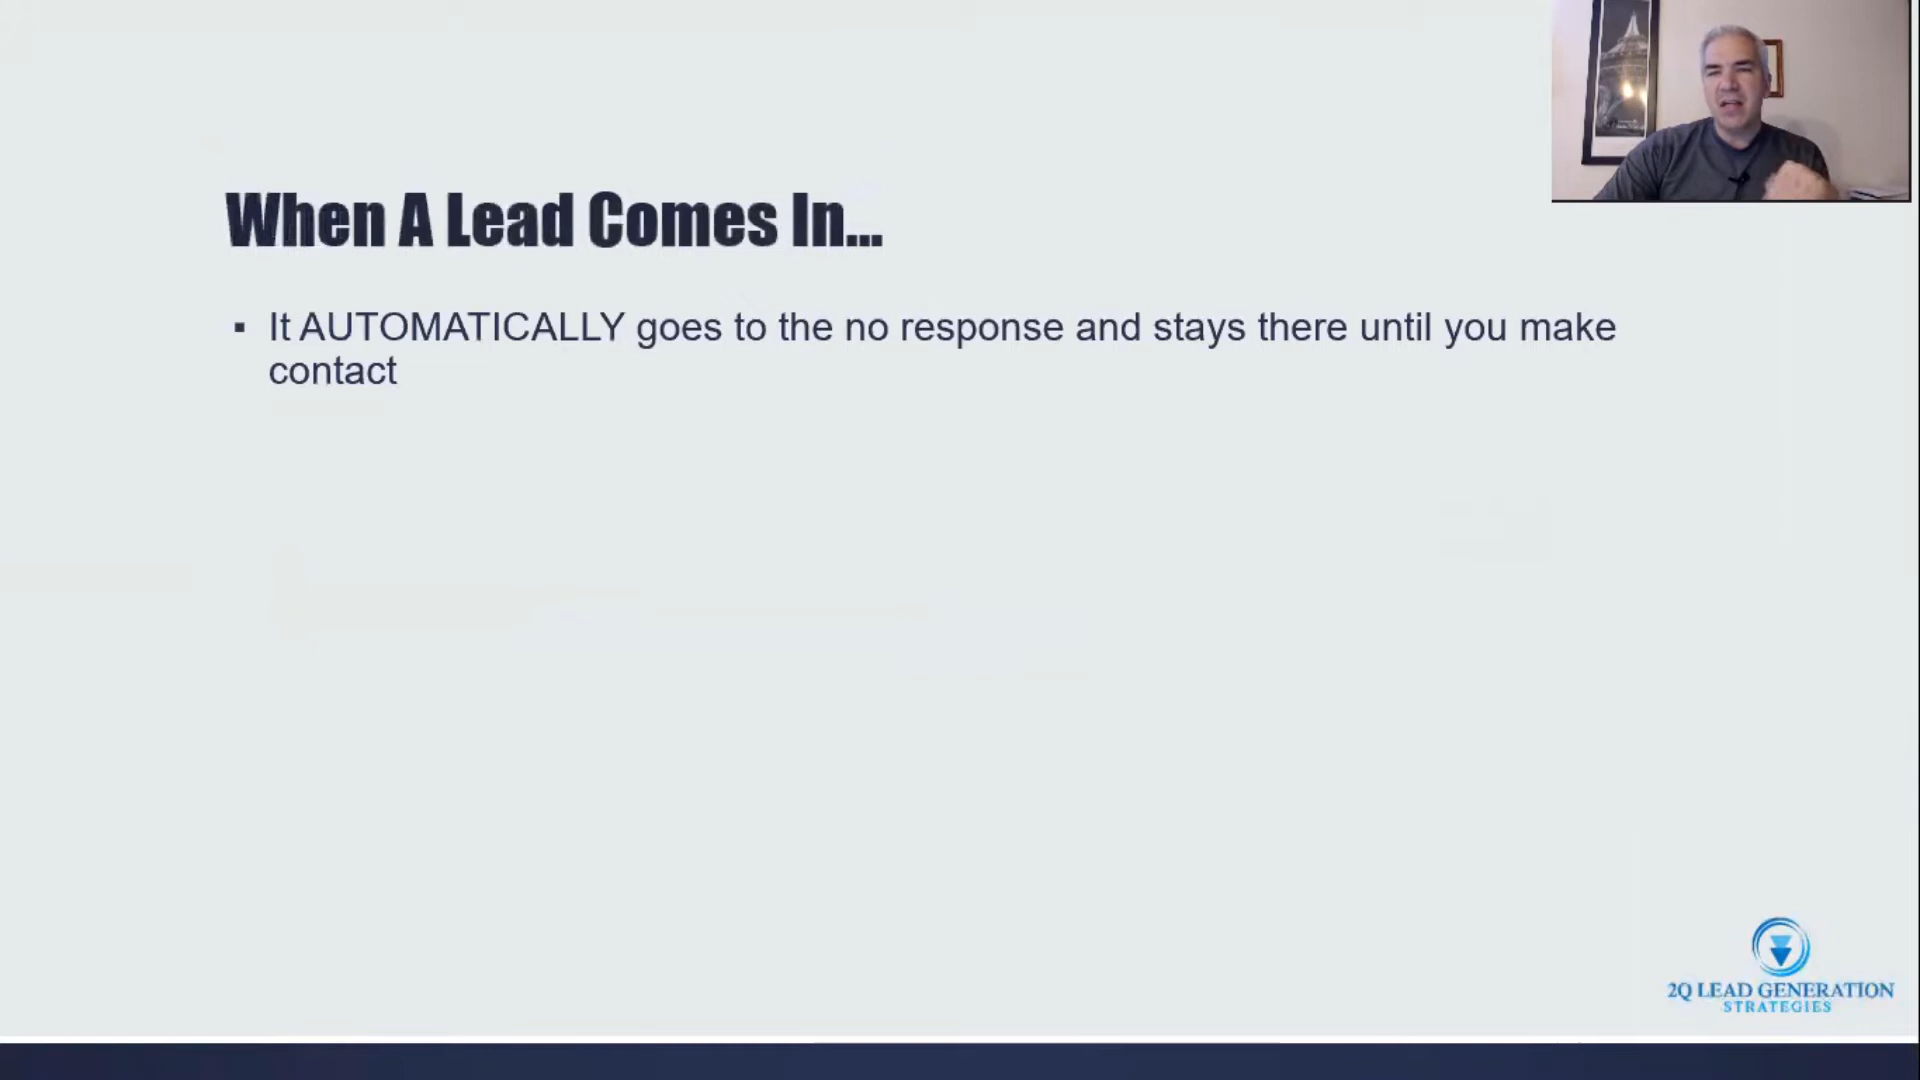 When A Lead Comes In...
▪ It AUTOMATICALLY goes to the no response and stays there until you make
contact
2Q LEAD GENERATION
STRATEGIES